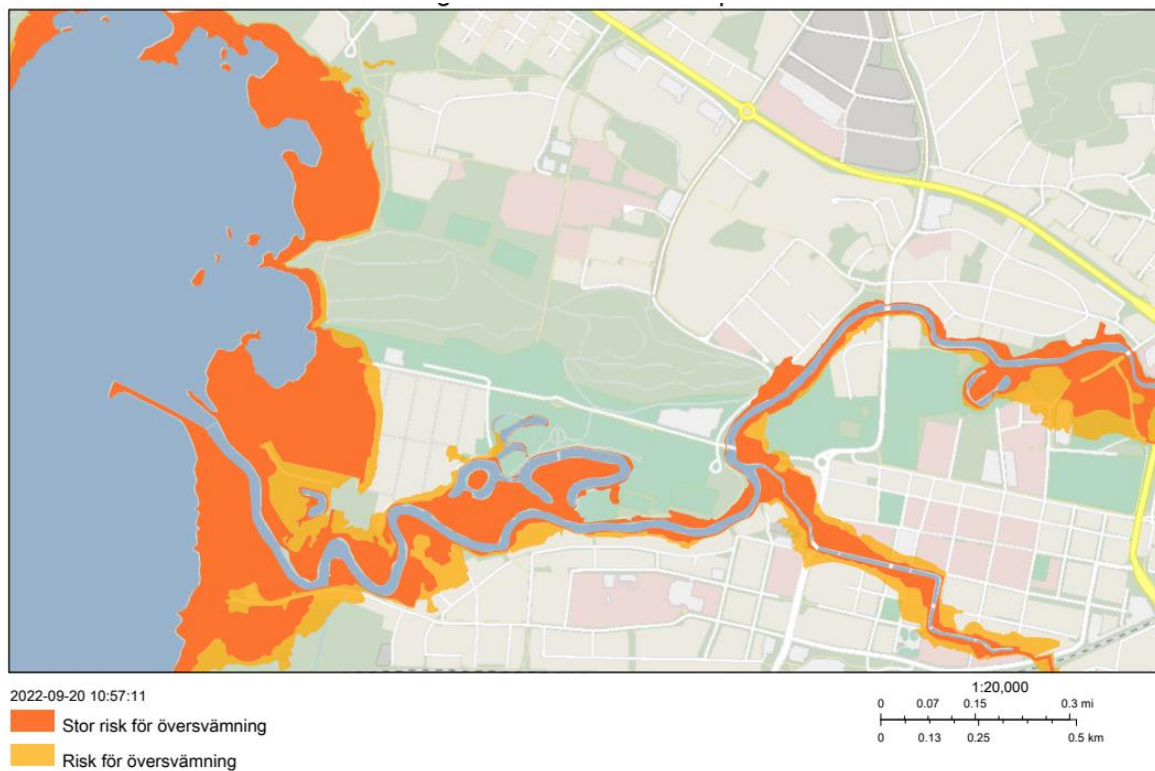 2022-09-20 10:57:11
Stor risk för översvämning
Risk för översvämning
1:20,000
0 0.07 0.15 0.3 mi
0 0.13 0.25 0.5 km